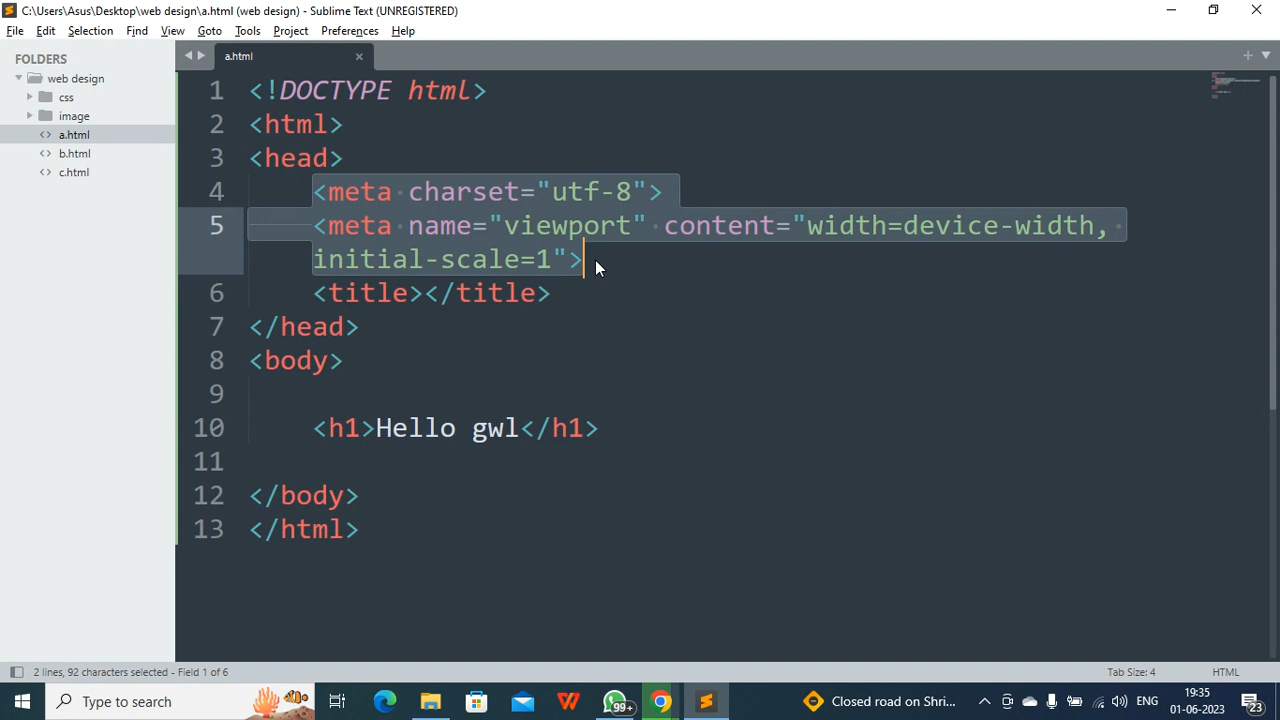 C:\Users\Asus\Desktop\web design\a.html (web design) - Sublime Text (UNREGISTERED)
File Edit Selection Find View Goto Tools Project Preferences Help
FOLDERS
web design
css
image
a.html
b.html
c.html
a.html
1 <!DOCTYPE html>
2 <html>
3 <head>
4 <meta charset="utf-8">
5 <meta name="viewport" content="width=device-width,
initial-scale=1">
6 <title></title>
7 </head>
8 <body>
9
10 <h1>Hello gwl</h1>
11
12 </body>
13 </html>
2 lines, 92 characters selected - Field 1 of 6
Tab Size: 4
HTML
Type here to search
99+
Closed road on Shri...
ENG
19:35
01-06-2023
23